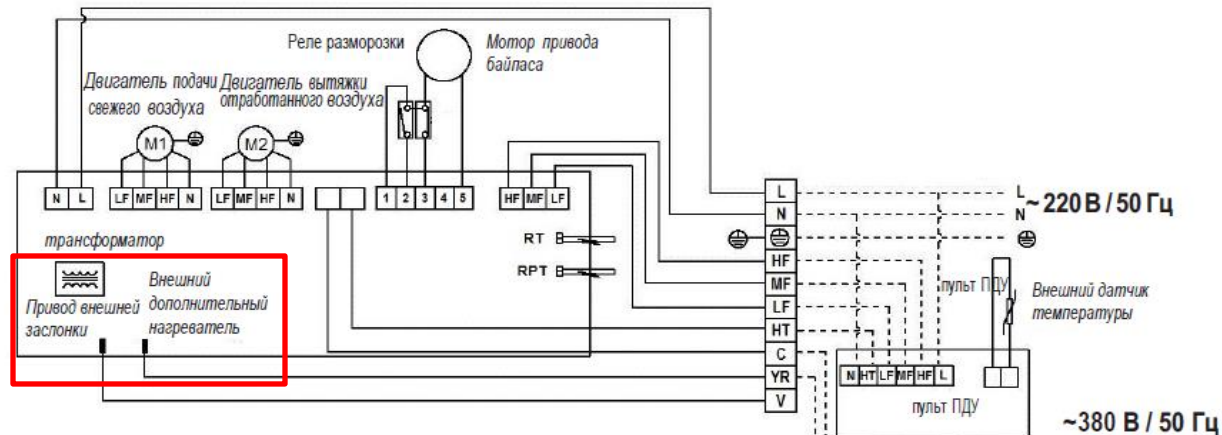 Реле разморозки
Мотор привода
байпаса
Двигатель подачи
свежего воздуха
Двигатель вытяжки
отработанного воздуха
M1
M2
N L
LF MF HF N
LF MF HF N
1 2 3 4 5
HF MF LF
L
N
HF
MF
LF
HT
C
YR
V
L
N
~220 В / 50 Гц
трансформатор
RT
RPT
Привод внешней
заслонки
Внешний
дополнительный
нагреватель
пульт ПДУ
Внешний датчик
температуры
N HT LF MF HF L
пульт ПДУ
~380 В / 50 Гц